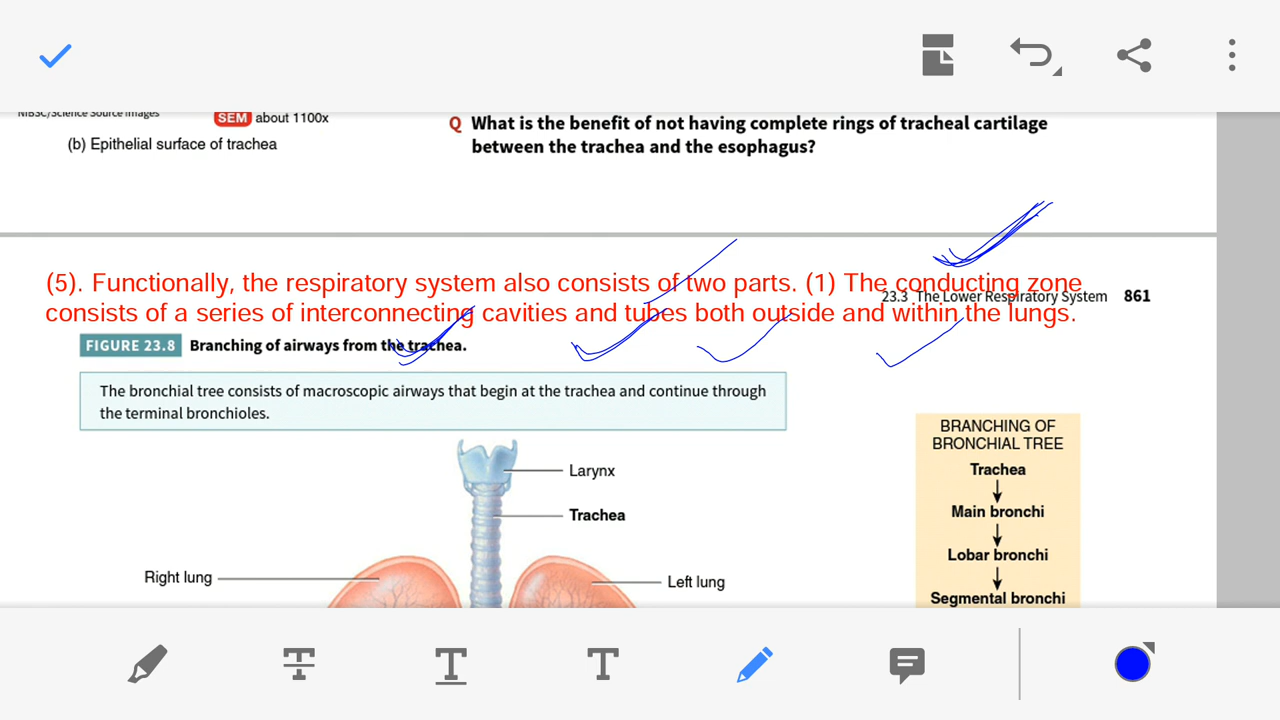 NIBSC/Science Source Images
SEM about 1100x
(b) Epithelial surface of trachea
Q What is the benefit of not having complete rings of tracheal cartilage
between the trachea and the esophagus?
(5). Functionally, the respiratory system also consists of two parts. (1) The conducting zone
23.3 The Lower Respiratory System 861
consists of a series of interconnecting cavities and tubes both outside and within the lungs.
FIGURE 23.8 Branching of airways from the trachea.
The bronchial tree consists of macroscopic airways that begin at the trachea and continue through
the terminal bronchioles.
BRANCHING OF
BRONCHIAL TREE
Trachea
Main bronchi
Lobar bronchi
Segmental bronchi
Larynx
Trachea
Right lung
Left lung